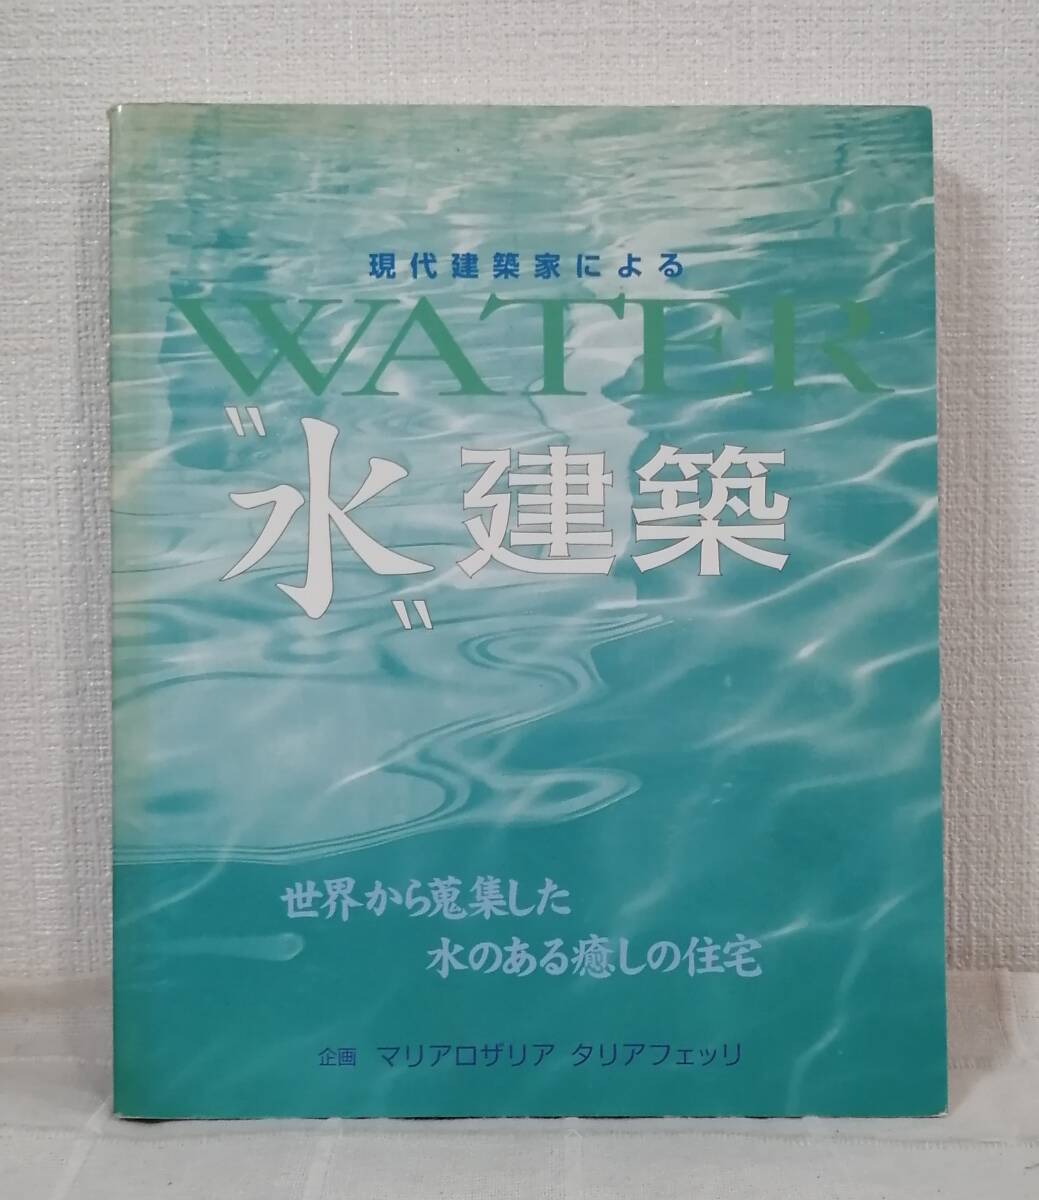 現代建築家による
WATER
〝水〟建築
世界から蒐集した
水のある癒しの住宅
企画 マリアロザリア タリアフェッリ